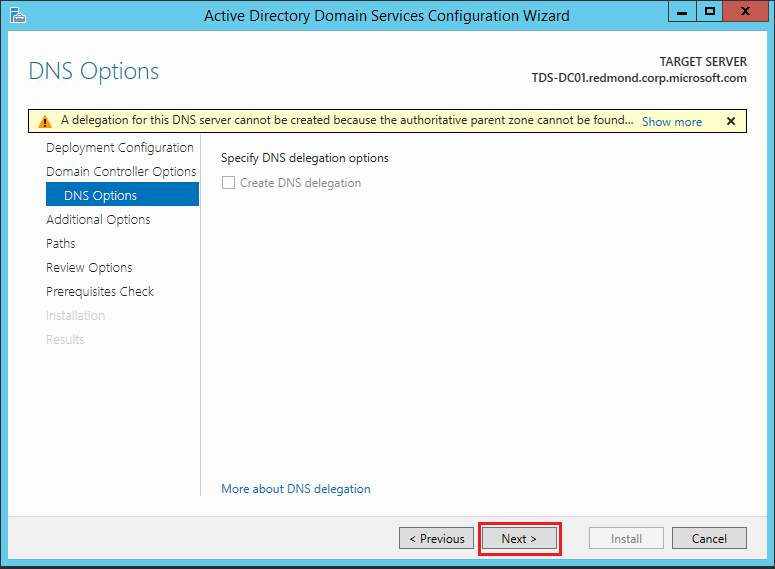 Active Directory Domain Services Configuration Wizard
DNS Options
TARGET SERVER
TDS-DC01.redmond.corp.microsoft.com
A delegation for this DNS server cannot be created because the authoritative parent zone cannot be found... Show more
Deployment Configuration
Domain Controller Options
DNS Options
Additional Options
Paths
Review Options
Prerequisites Check
Installation
Results
Specify DNS delegation options
Create DNS delegation
More about DNS delegation
< Previous
Next >
Install
Cancel